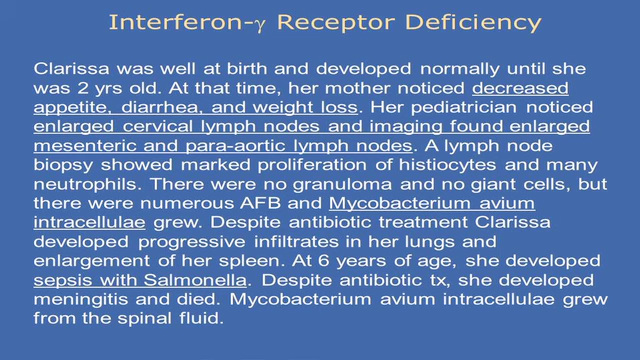 Interferon-γ Receptor Deficiency
Clarissa was well at birth and developed normally until she
was 2 yrs old. At that time, her mother noticed decreased
appetite, diarrhea, and weight loss. Her pediatrician noticed
enlarged cervical lymph nodes and imaging found enlarged
mesenteric and para-aortic lymph nodes. A lymph node
biopsy showed marked proliferation of histiocytes and many
neutrophils. There were no granuloma and no giant cells, but
there were numerous AFB and Mycobacterium avium
intracellulae grew. Despite antibiotic treatment Clarissa
developed progressive infiltrates in her lungs and
enlargement of her spleen. At 6 years of age, she developed
sepsis with Salmonella. Despite antibiotic tx, she developed
meningitis and died. Mycobacterium avium intracellulae grew
from the spinal fluid.